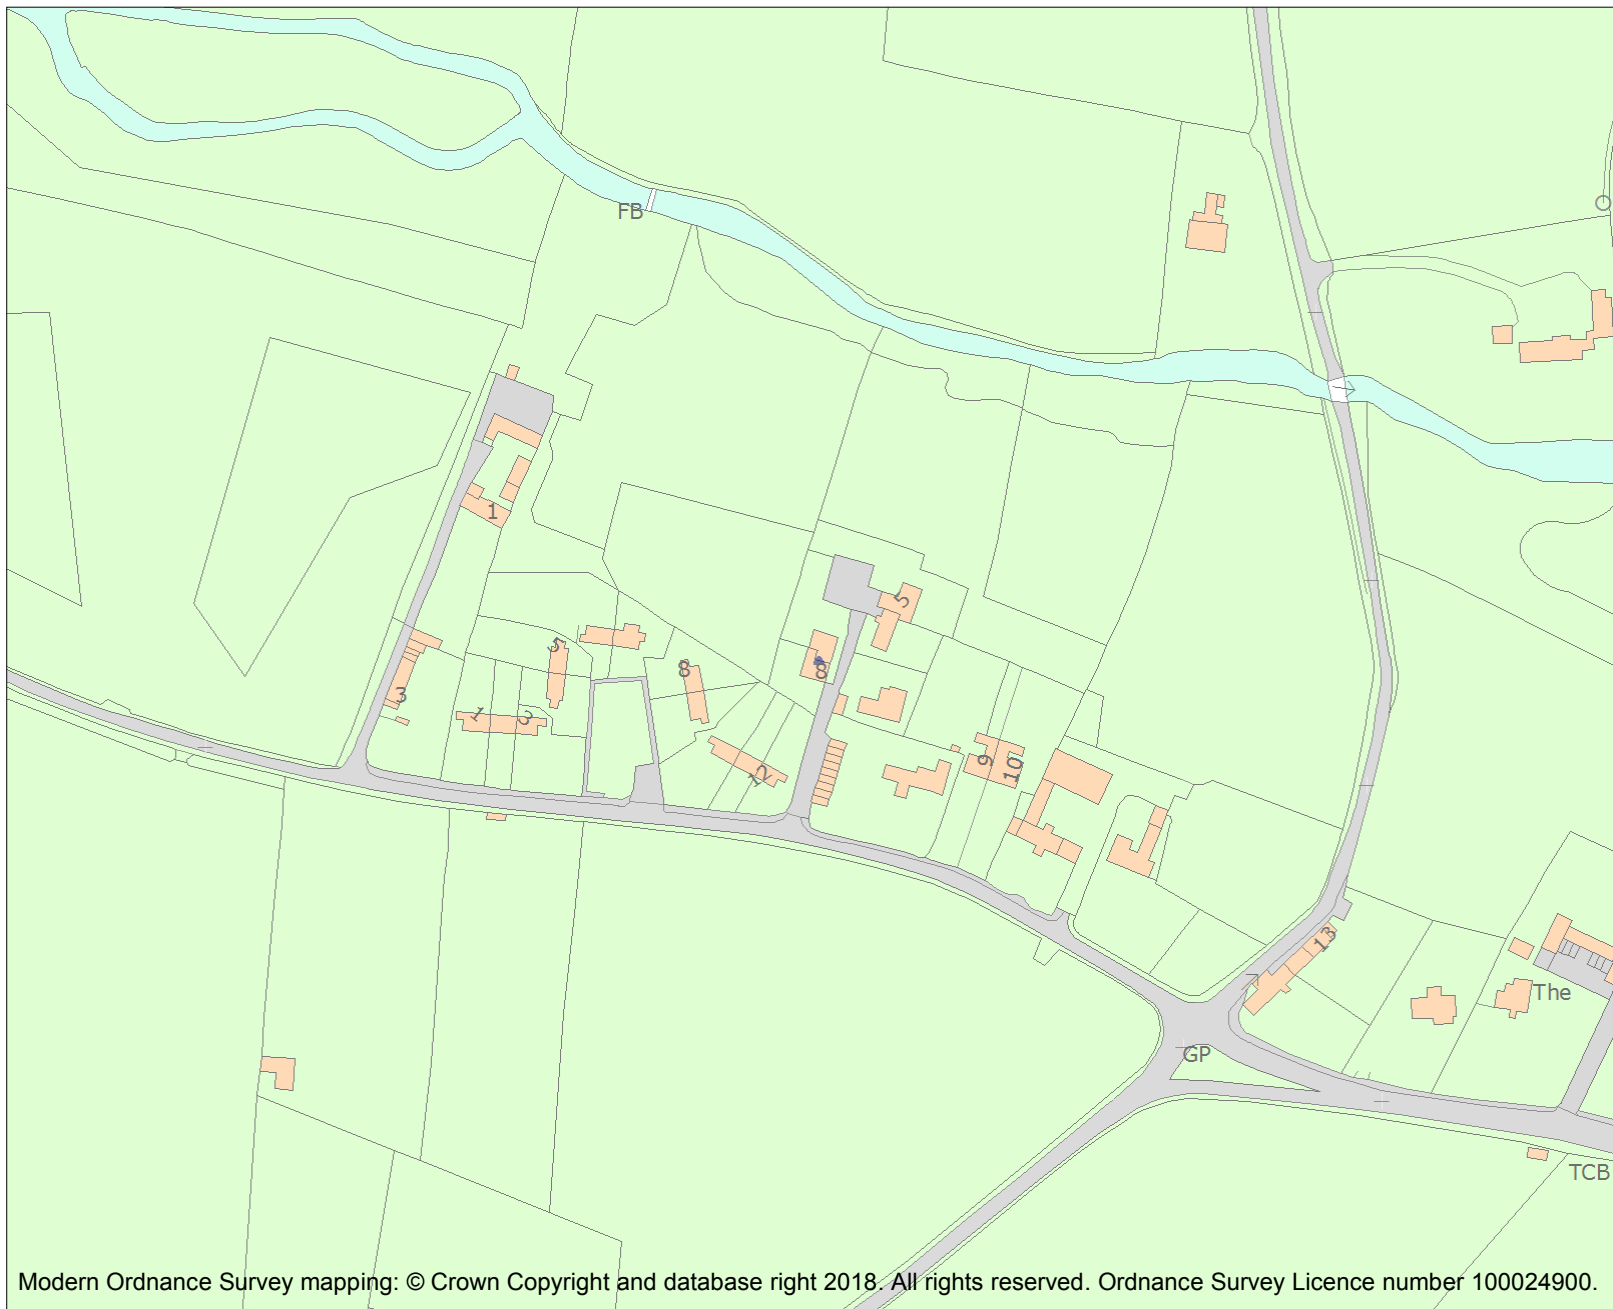 FB
1
5
5
3
8
8
1
3
12
9
10
13
The
GP
TCB
Modern Ordnance Survey mapping: © Crown Copyright and database right 2018. All rights reserved. Ordnance Survey Licence number 100024900.